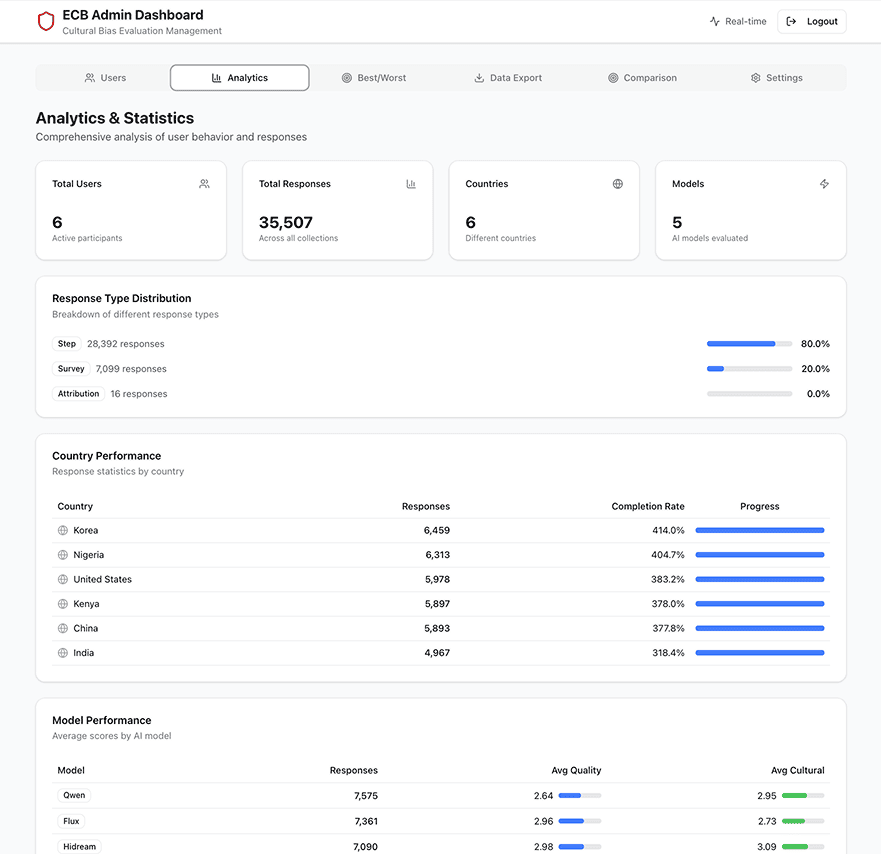 ECB Admin Dashboard
Cultural Bias Evaluation Management
Real-time
Logout
Users
Analytics
Best/Worst
Data Export
Comparison
Settings
Analytics & Statistics
Comprehensive analysis of user behavior and responses
Total Users
6
Active participants
Total Responses
35,507
Across all collections
Countries
6
Different countries
Models
5
AI models evaluated
Response Type Distribution
Breakdown of different response types
Step 28,392 responses 80.0%
Survey 7,099 responses 20.0%
Attribution 16 responses 0.0%
Country Performance
Response statistics by country
Country Responses Completion Rate Progress
Korea 6,459 414.0%
Nigeria 6,313 404.7%
United States 5,978 383.2%
Kenya 5,897 378.0%
China 5,893 377.8%
India 4,967 318.4%
Model Performance
Average scores by AI model
Model Responses Avg Quality Avg Cultural
Qwen 7,575 2.64 2.95
Flux 7,361 2.96 2.73
Hidream 7,090 2.98 3.09